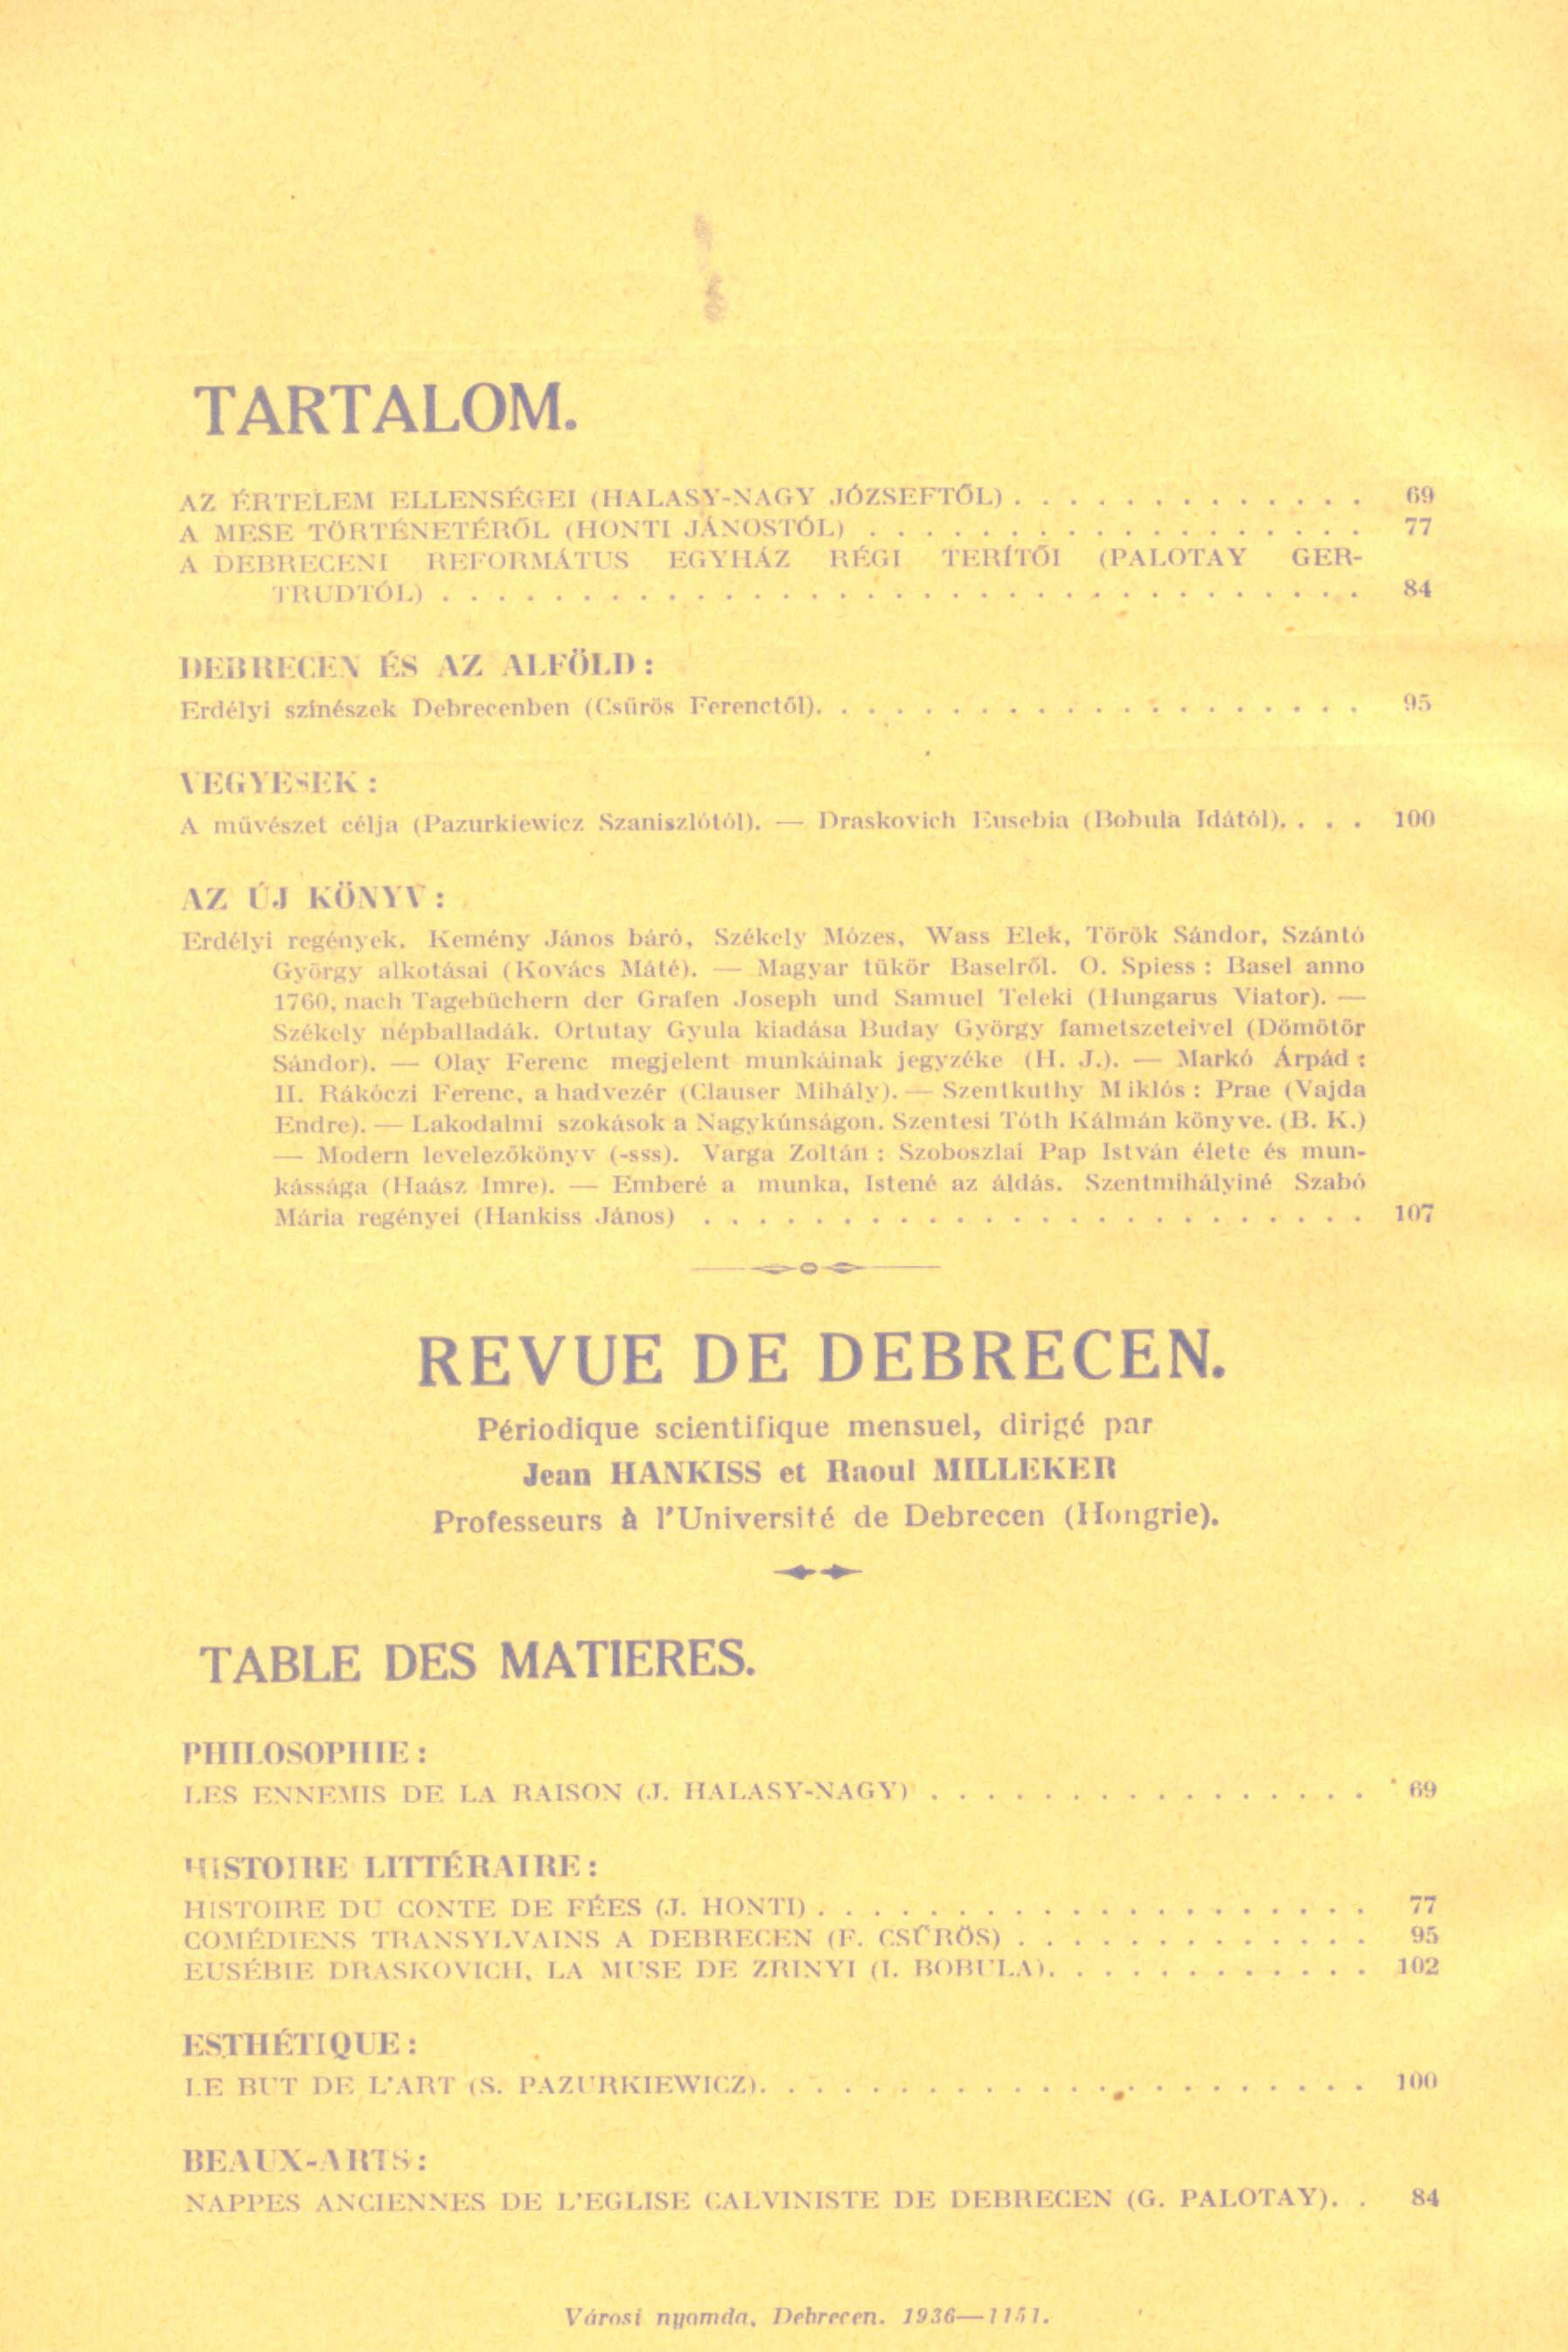 TARTALOM.
AZ ÉRTELEM ELLENSÉGEI (HALASY-NAGY JÓZSEFTŐL) . . . . . . . . . . . . . 69
A MESE TÖRTÉNETÉRŐL (HONTI JÁNOSTÓL) . . . . . . . . . . . . . . . . . . 77
A DEBRECENI REFORMÁTUS EGYHÁZ RÉGI TERÍTŐI (PALOTAY GER-
TRUDTÓL) . . . . . . . . . . . . . . . . . . . . . . . . . . . . . . . . . 84
DEBRECEN ÉS AZ ALFÖLD :
Erdélyi színészek Debrecenben (Csűrös Ferenctől). . . . . . . . . . . . . . . . . . . . 95
VEGYESEK :
A művészet célja (Pazurkiewicz Szaniszlótól). — Draskovich Eusebia (Bobula Idától). . . . 100
AZ ÚJ KÖNYV :
Erdélyi regények. Kemény János báró, Székely Mózes, Wass Elek, Török Sándor, Szántó
György alkotásai (Kovács Máté). — Magyar tükör Baselről. O. Spiess : Basel anno
1760, nach Tagebüchern der Grafen Joseph und Samuel Teleki (Hungarus Viator). —
Székely népballadák. Ortutay Gyula kiadása Buday György fametszeteivel (Dömötör
Sándor). — Olay Ferenc megjelent munkáinak jegyzéke (H. J.). — Markó Árpád :
II. Rákóczi Ferenc, a hadvezér (Clauser Mihály). — Szentkuthy Miklós : Prae (Vajda
Endre). — Lakodalmi szokások a Nagykúnságon. Szentesi Tóth Kálmán könyve. (B. K.)
— Modern levelezőkönyv (-sss). Varga Zoltán : Szoboszlai Pap István élete és mun-
kássága (Haász Imre). — Emberé a munka, Istené az áldás. Szentmihályiné Szabó
Mária regényei (Hankiss János) . . . . . . . . . . . . . . . . . . . . . . . . 107
REVUE DE DEBRECEN.
Périodique scientifique mensuel, dirigé par
Jean HANKISS et Raoul MILLEKER
Professeurs à l'Université de Debrecen (Hongrie).
TABLE DES MATIERES.
PHILOSOPHIE :
LES ENNEMIS DE LA RAISON (J. HALASY-NAGY) . . . . . . . . . . . . . . . . 69
HISTOIRE LITTÉRAIRE :
HISTOIRE DU CONTE DE FÉES (J. HONTI) . . . . . . . . . . . . . . . . . . . . 77
COMÉDIENS TRANSYLVAINS A DEBRECEN (F. CSŰRÖS) . . . . . . . . . . . . . 95
EUSÉBIE DRASKOVICH, LA MUSE DE ZRINYI (I. BOBULA). . . . . . . . . . . . 102
ESTHÉTIQUE :
LE BUT DE L'ART (S. PAZURKIEWICZ). . . . . . . . . . . . . . . . . . . . . . 100
BEAUX-ARTS :
NAPPES ANCIENNES DE L'EGLISE CALVINISTE DE DEBRECEN (G. PALOTAY). . 84
Városi nyomda, Debrecen. 1936—1151.